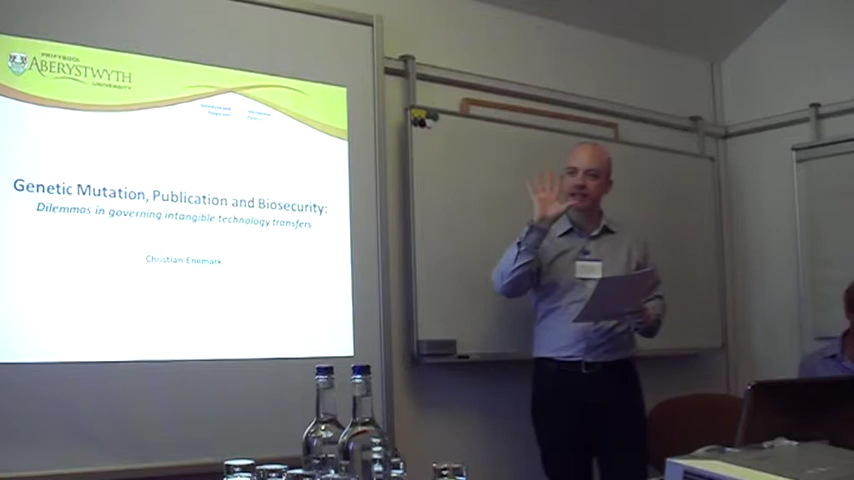 PRIFYSGOL
ABERYSTWYTH
UNIVERSITY
Genetic Mutation, Publication and Biosecurity:
Dilemmas in governing intangible technology transfers
Christian Enemark